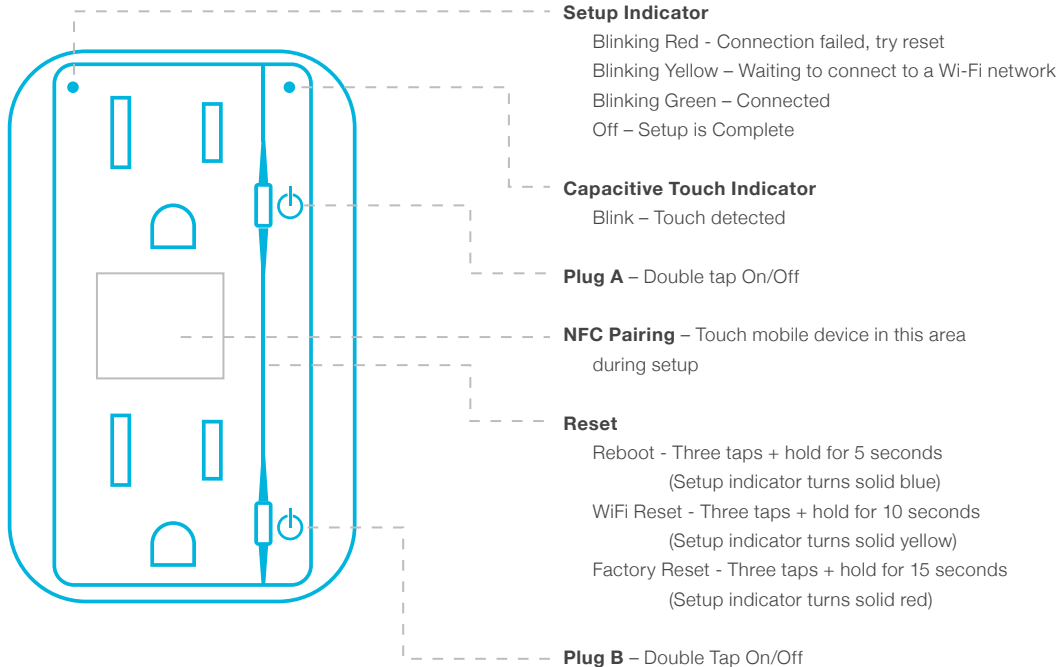 Setup Indicator
Blinking Red - Connection failed, try reset
Blinking Yellow – Waiting to connect to a Wi-Fi network
Blinking Green – Connected
Off – Setup is Complete
Capacitive Touch Indicator
Blink – Touch detected
Plug A – Double tap On/Off
NFC Pairing – Touch mobile device in this area
during setup
Reset
Reboot - Three taps + hold for 5 seconds
(Setup indicator turns solid blue)
WiFi Reset - Three taps + hold for 10 seconds
(Setup indicator turns solid yellow)
Factory Reset - Three taps + hold for 15 seconds
(Setup indicator turns solid red)
Plug B – Double Tap On/Off